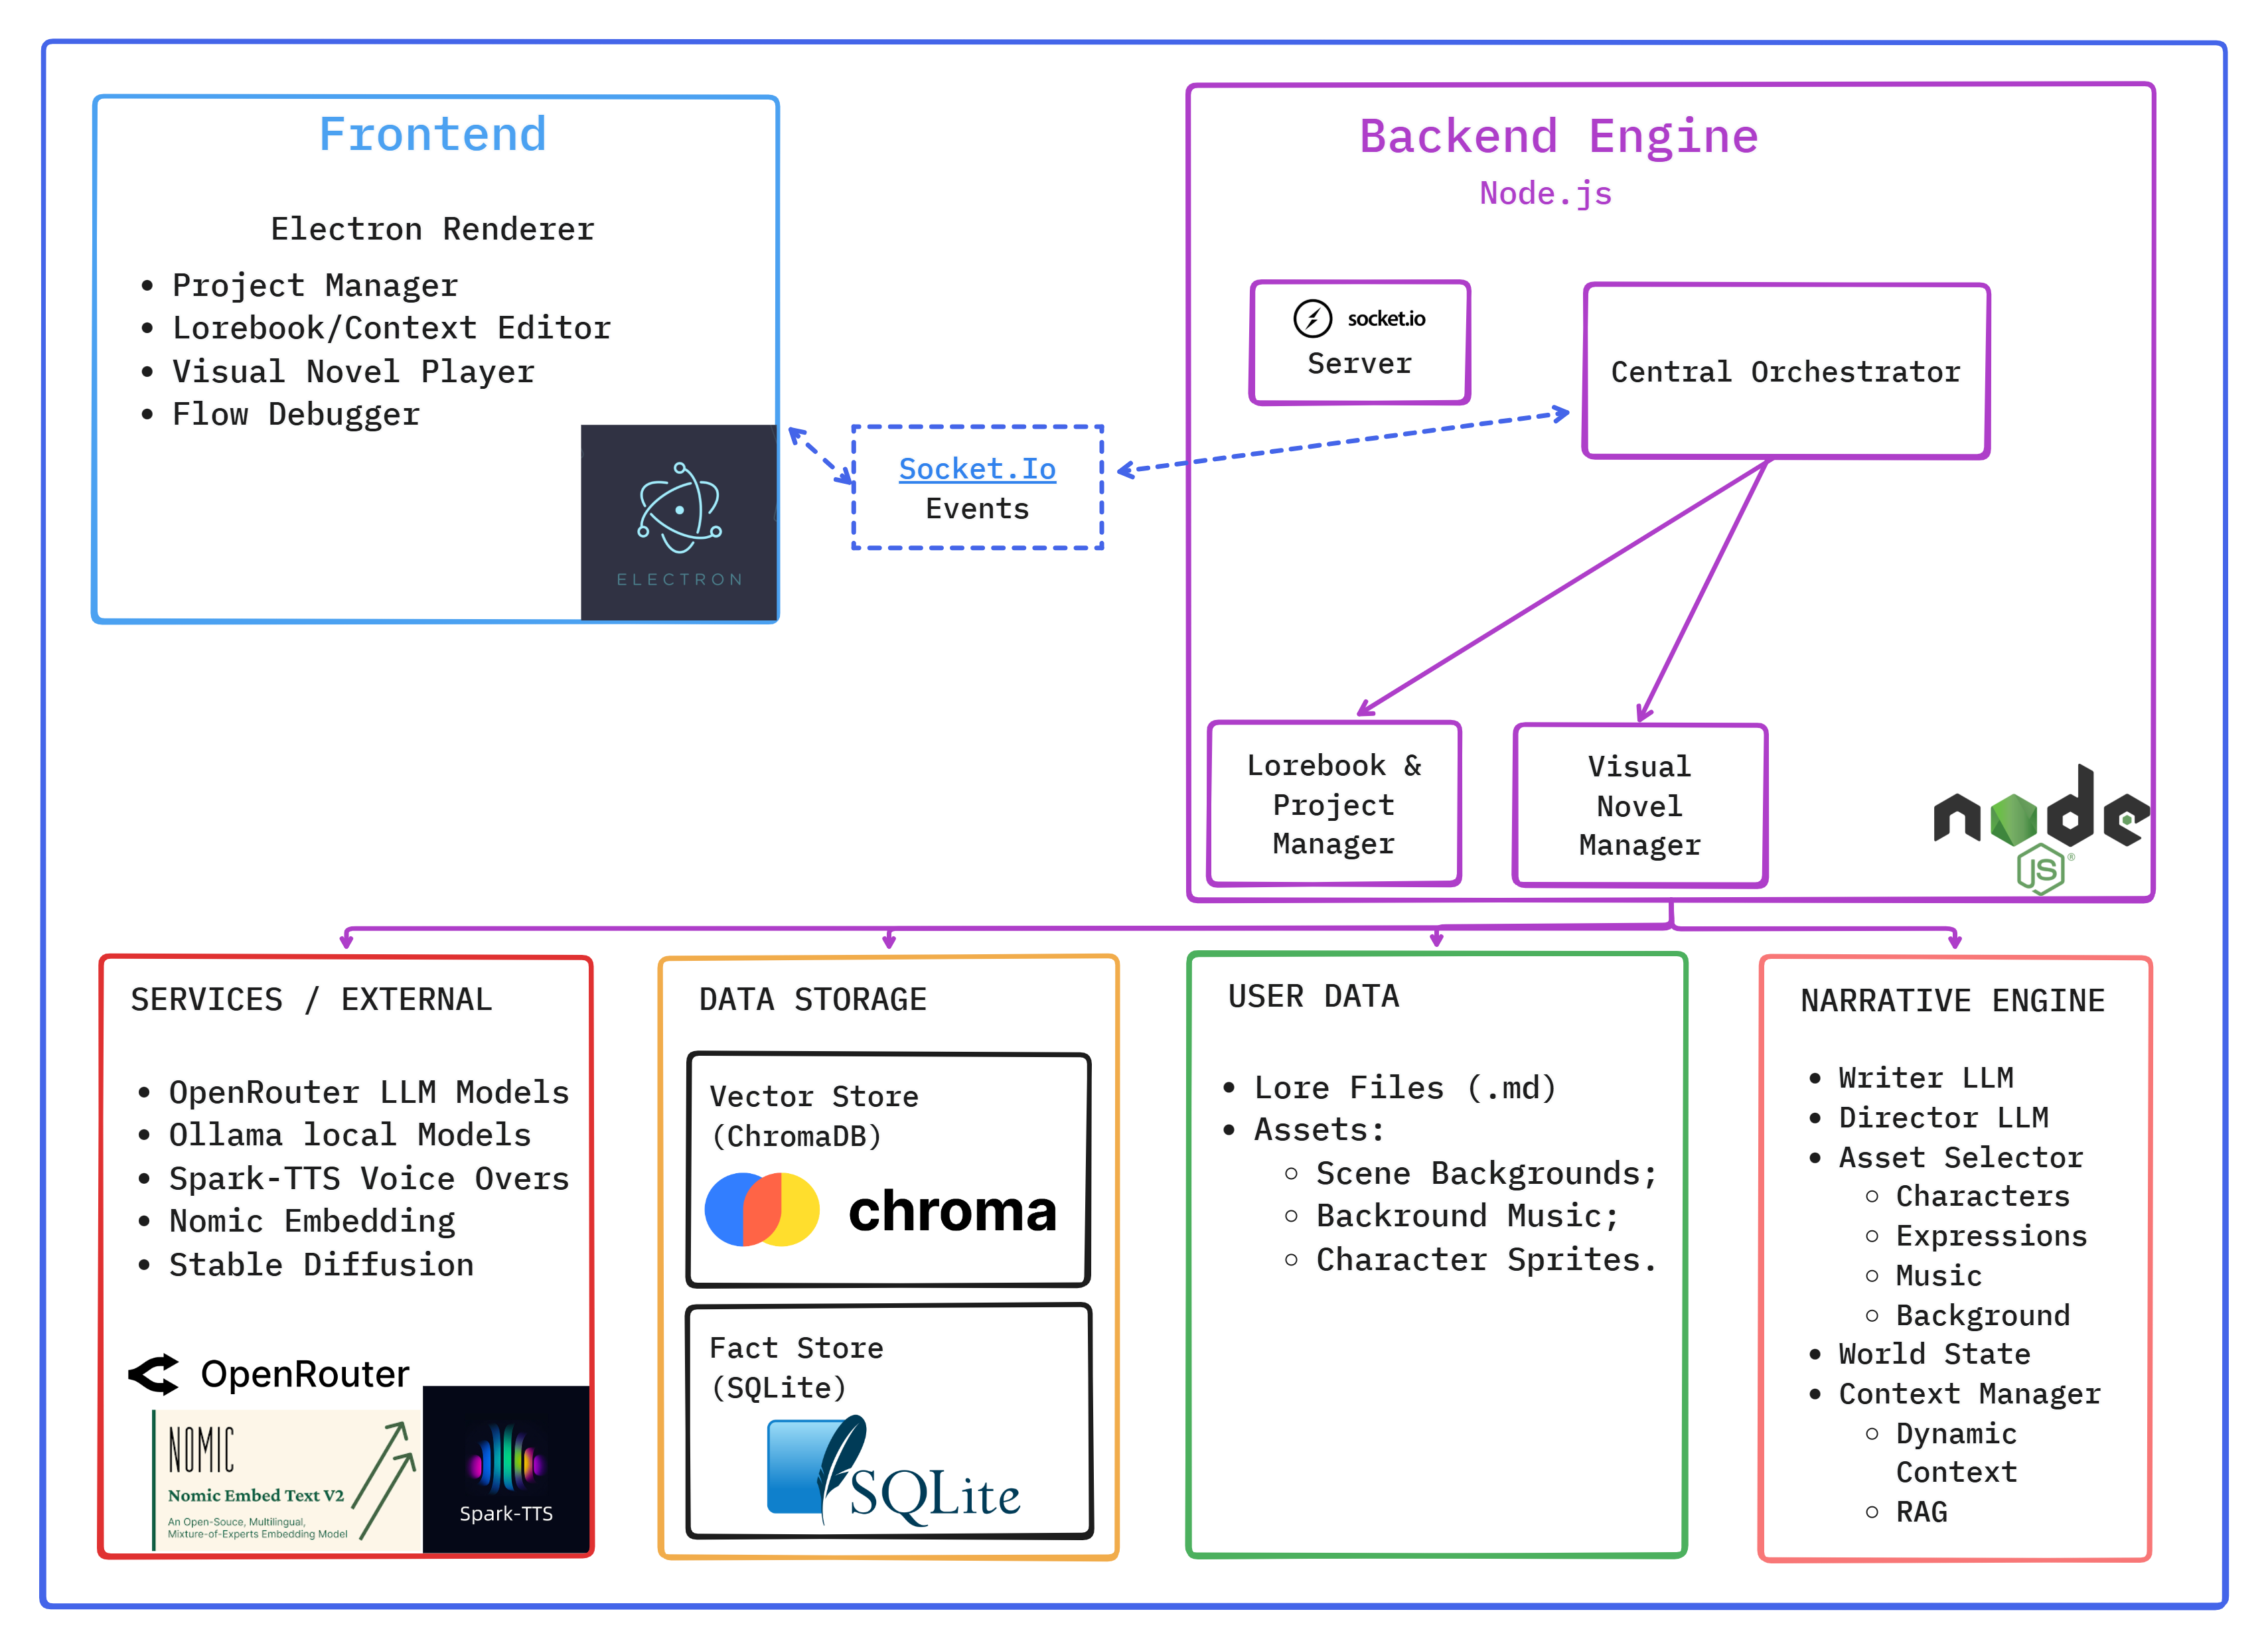 Frontend
Electron Renderer
• Project Manager
• Lorebook/Context Editor
• Visual Novel Player
• Flow Debugger
ELECTRON
Socket.Io
Events
Backend Engine
Node.js
socket.io
Server
Central Orchestrator
Lorebook &
Project
Manager
Visual
Novel
Manager
node
JS®
SERVICES / EXTERNAL
• OpenRouter LLM Models
• Ollama local Models
• Spark-TTS Voice Overs
• Nomic Embedding
• Stable Diffusion
OpenRouter
NOMIC
Nomic Embed Text V2
An Open-Souce, Multilingual,
Mixture-of-Experts Embedding Model
Spark-TTS
DATA STORAGE
Vector Store
(ChromaDB)
chroma
Fact Store
(SQLite)
SQLite
USER DATA
• Lore Files (.md)
• Assets:
◦ Scene Backgrounds;
◦ Backround Music;
◦ Character Sprites.
NARRATIVE ENGINE
• Writer LLM
• Director LLM
• Asset Selector
◦ Characters
◦ Expressions
◦ Music
◦ Background
• World State
• Context Manager
◦ Dynamic
Context
◦ RAG